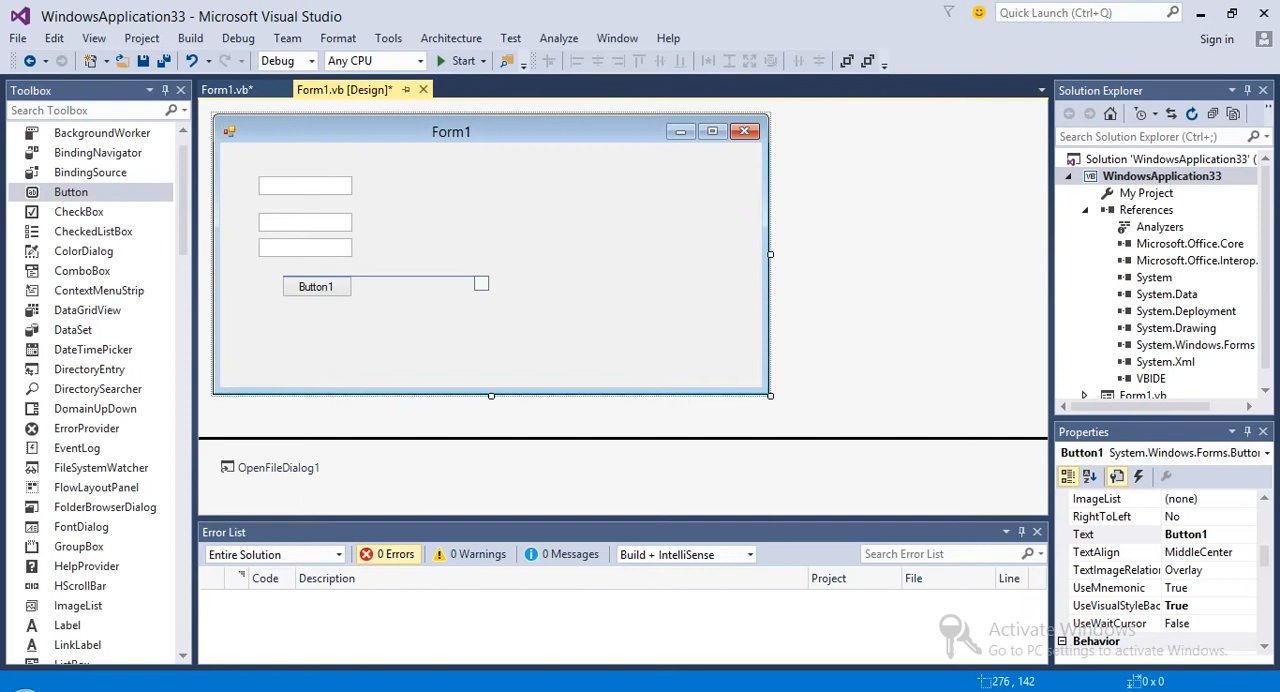 WindowsApplication33 - Microsoft Visual Studio
Quick Launch (Ctrl+Q)
File Edit View Project Build Debug Team Format Tools Architecture Test Analyze Window Help
Sign in
Debug Any CPU Start
Toolbox
Search Toolbox
BackgroundWorker
BindingNavigator
BindingSource
Button
CheckBox
CheckedListBox
ColorDialog
ComboBox
ContextMenuStrip
DataGridView
DataSet
DateTimePicker
DirectoryEntry
DirectorySearcher
DomainUpDown
ErrorProvider
EventLog
FileSystemWatcher
FlowLayoutPanel
FolderBrowserDialog
FontDialog
GroupBox
HelpProvider
HScrollBar
ImageList
Label
LinkLabel
Form1.vb* Form1.vb [Design]*
Form1
Button1
OpenFileDialog1
Error List
Entire Solution 0 Errors 0 Warnings 0 Messages Build + IntelliSense Search Error List
Code Description Project File Line
Solution Explorer
Search Solution Explorer (Ctrl+;)
Solution 'WindowsApplication33' (
VB WindowsApplication33
My Project
References
Analyzers
Microsoft.Office.Core
Microsoft.Office.Interop.
System
System.Data
System.Deployment
System.Drawing
System.Windows.Forms
System.Xml
VBIDE
Form1.vb
Properties
Button1 System.Windows.Forms.Button
ImageList (none)
RightToLeft No
Text Button1
TextAlign MiddleCenter
TextImageRelation Overlay
UseMnemonic True
UseVisualStyleBac True
UseWaitCursor False
Behavior
Activate Windows
Go to PC settings to activate Windows.
276 , 142 0 x 0